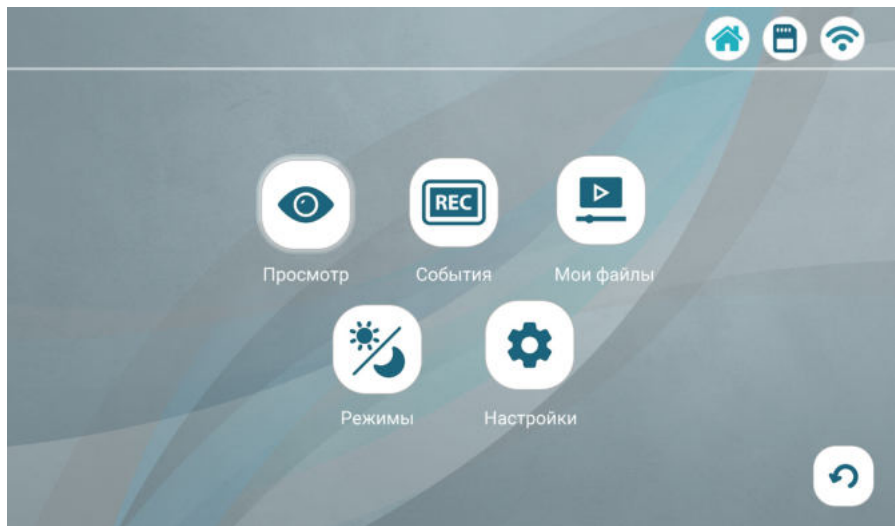 REC
Просмотр
События
Мои файлы
Режимы
Настройки